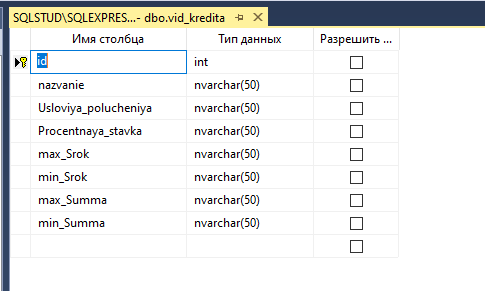 SQLSTUD\SQLEXPRES...- dbo.vid_kredita
Имя столбца Тип данных Разрешить ...
id int
nazvanie nvarchar(50)
Usloviya_polucheniya nvarchar(50)
Procentnaya_stavka nvarchar(50)
max_Srok nvarchar(50)
min_Srok nvarchar(50)
max_Summa nvarchar(50)
min_Summa nvarchar(50)